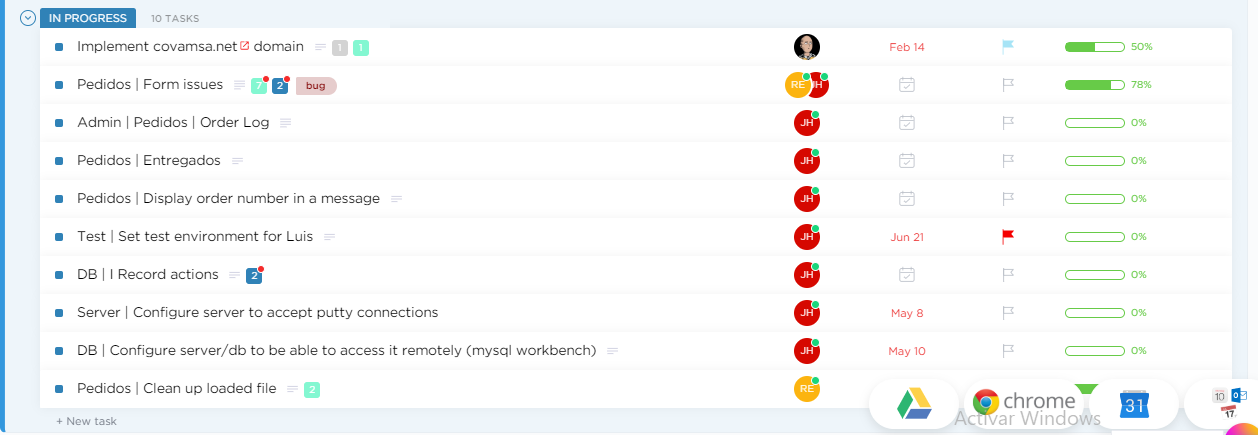 IN PROGRESS 10 TASKS
Implement covamsa.net domain 1 1 Feb 14 50%
Pedidos | Form issues 7 2 bug RE JH 78%
Admin | Pedidos | Order Log JH 0%
Pedidos | Entregados JH 0%
Pedidos | Display order number in a message JH 0%
Test | Set test environment for Luis JH Jun 21 0%
DB | I Record actions 2 JH 0%
Server | Configure server to accept putty connections JH May 8 0%
DB | Configure server/db to be able to access it remotely (mysql workbench) JH May 10 0%
Pedidos | Clean up loaded file 2 RE
chrome 31 10 17
Activar Windows
+ New task